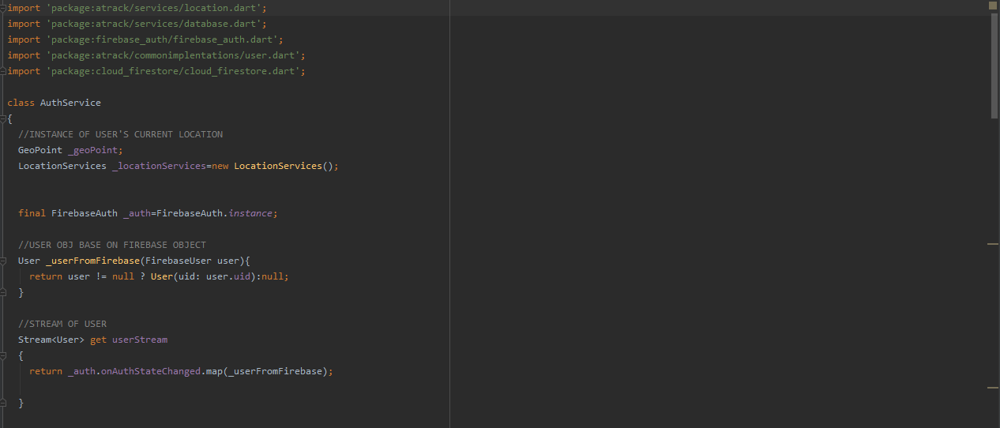 import 'package:atrack/services/location.dart';
import 'package:atrack/services/database.dart';
import 'package:firebase_auth/firebase_auth.dart';
import 'package:atrack/commonimplentations/user.dart';
import 'package:cloud_firestore/cloud_firestore.dart';
class AuthService
{
//INSTANCE OF USER'S CURRENT LOCATION
GeoPoint _geoPoint;
LocationServices _locationServices=new LocationServices();
final FirebaseAuth _auth=FirebaseAuth.instance;
//USER OBJ BASE ON FIREBASE OBJECT
User _userFromFirebase(FirebaseUser user){
return user != null ? User(uid: user.uid):null;
}
//STREAM OF USER
Stream<User> get userStream
{
return _auth.onAuthStateChanged.map(_userFromFirebase);
}